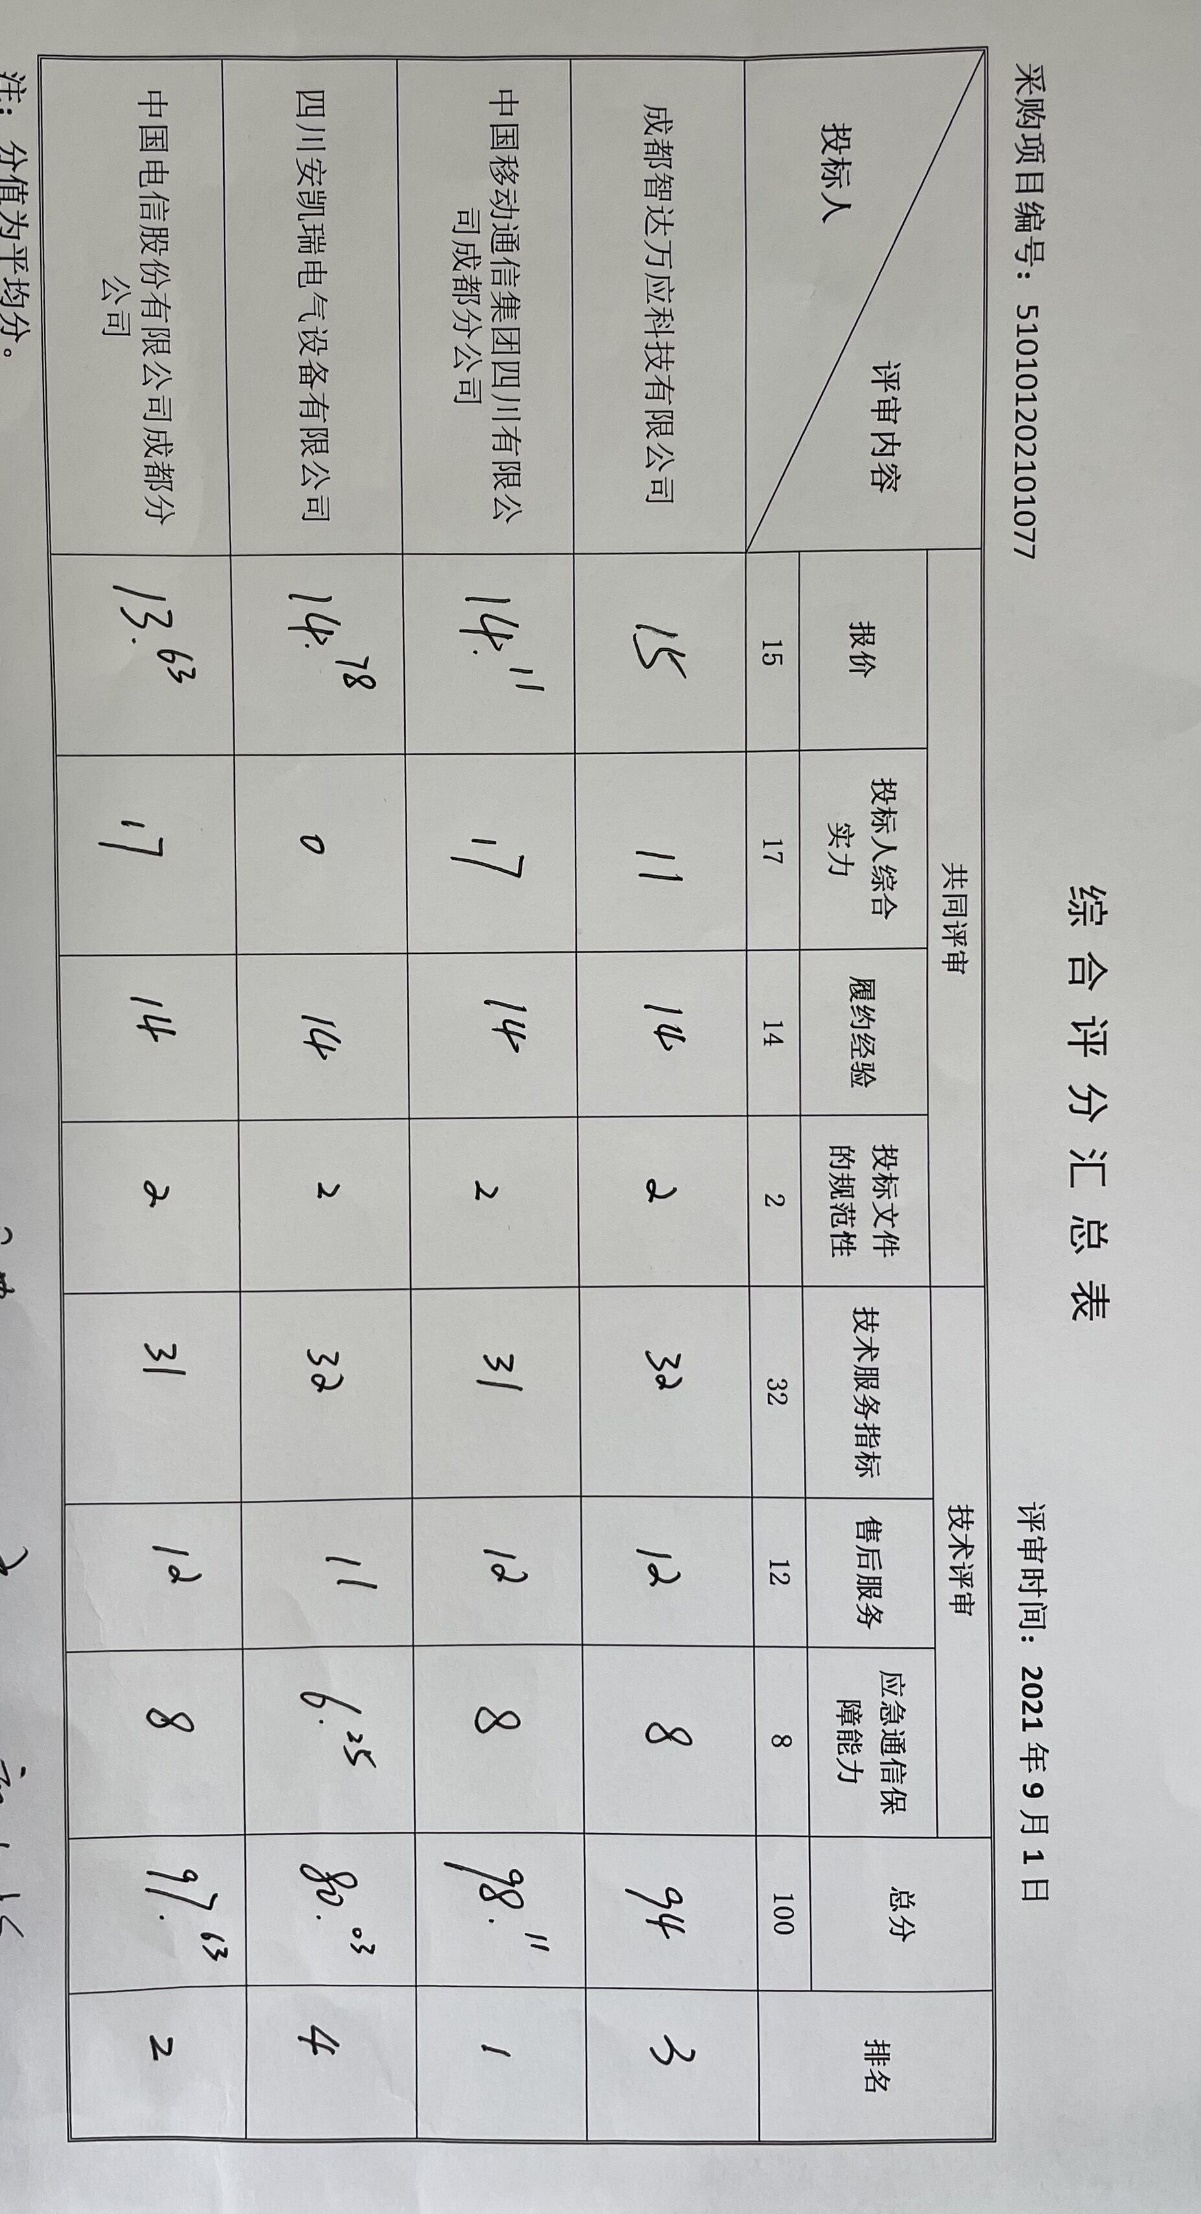 综合评分汇总表
采购项目编号：510101202101077 评审时间：2021年9月1日
评审内容
投标人
共同评审 技术评审 总分 排名
报价 投标人综合实力 履约经验 投标文件的规范性 技术服务指标 售后服务 应急通信保障能力
15 17 14 2 32 12 8 100
成都智达万应科技有限公司 15 11 14 2 32 12 8 94 3
中国移动通信集团四川有限公司成都分公司 14.11 17 14 2 31 12 8 98.11 1
四川安凯瑞电气设备有限公司 14.78 0 14 2 32 11 6.25 80.03 4
中国电信股份有限公司成都分公司 13.63 17 14 2 31 12 8 97.63 2
注：分值为平均分。